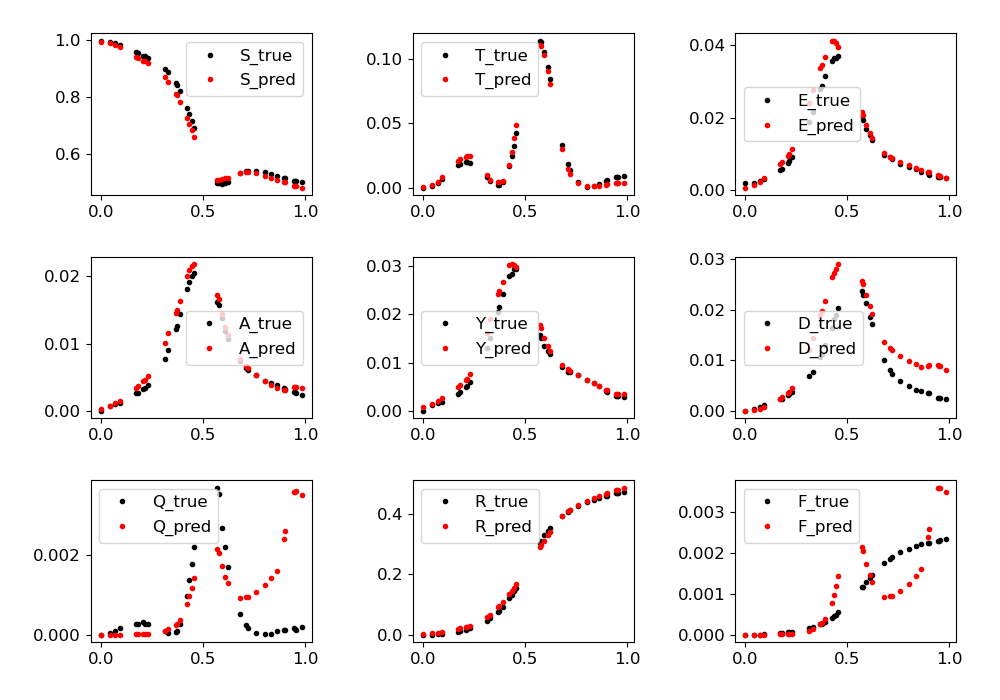 1.0
0.8
0.6
S_true
S_pred
0.0 0.5 1.0
0.10
0.05
0.00
T_true
T_pred
0.0 0.5 1.0
0.04
0.02
0.00
E_true
E_pred
0.0 0.5 1.0
0.02
0.01
0.00
A_true
A_pred
0.0 0.5 1.0
0.03
0.02
0.01
0.00
Y_true
Y_pred
0.0 0.5 1.0
0.03
0.02
0.01
0.00
D_true
D_pred
0.0 0.5 1.0
0.002
0.000
Q_true
Q_pred
0.0 0.5 1.0
0.4
0.2
0.0
R_true
R_pred
0.0 0.5 1.0
0.003
0.002
0.001
0.000
F_true
F_pred
0.0 0.5 1.0